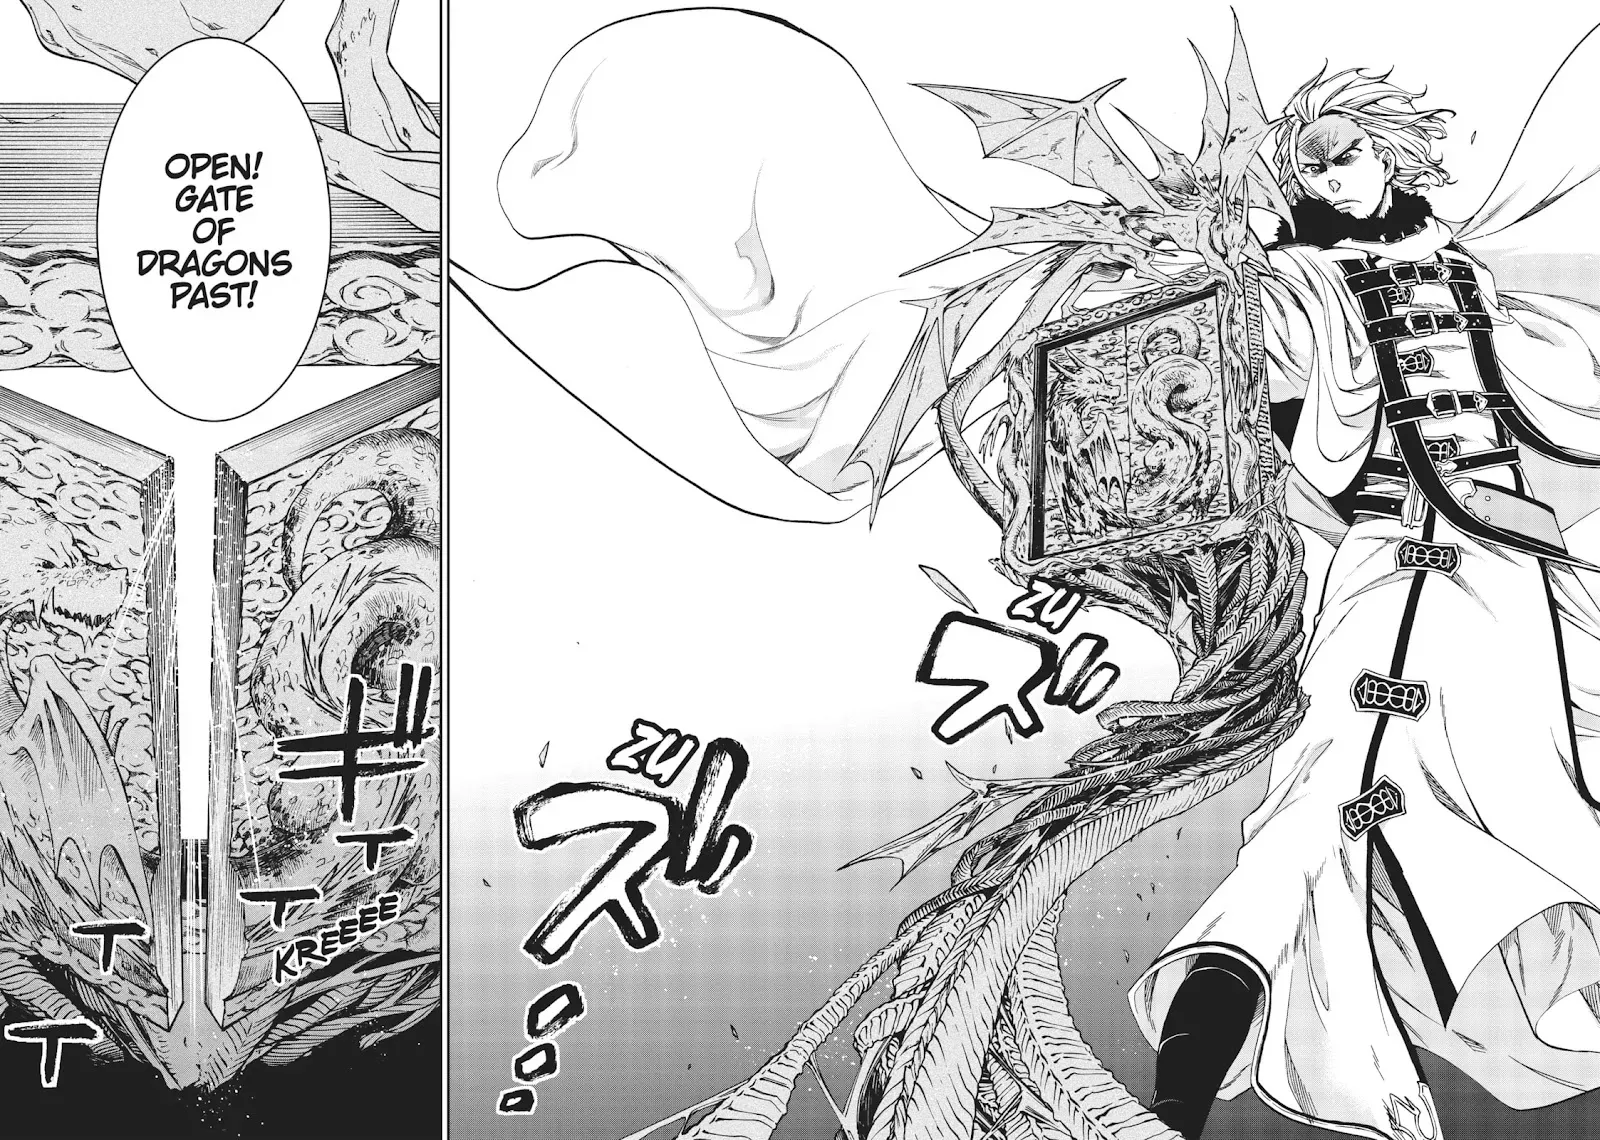 ズズ...
ZU
ZU
OPEN!
GATE
OF
DRAGONS
PAST!
ギ
KREEEE